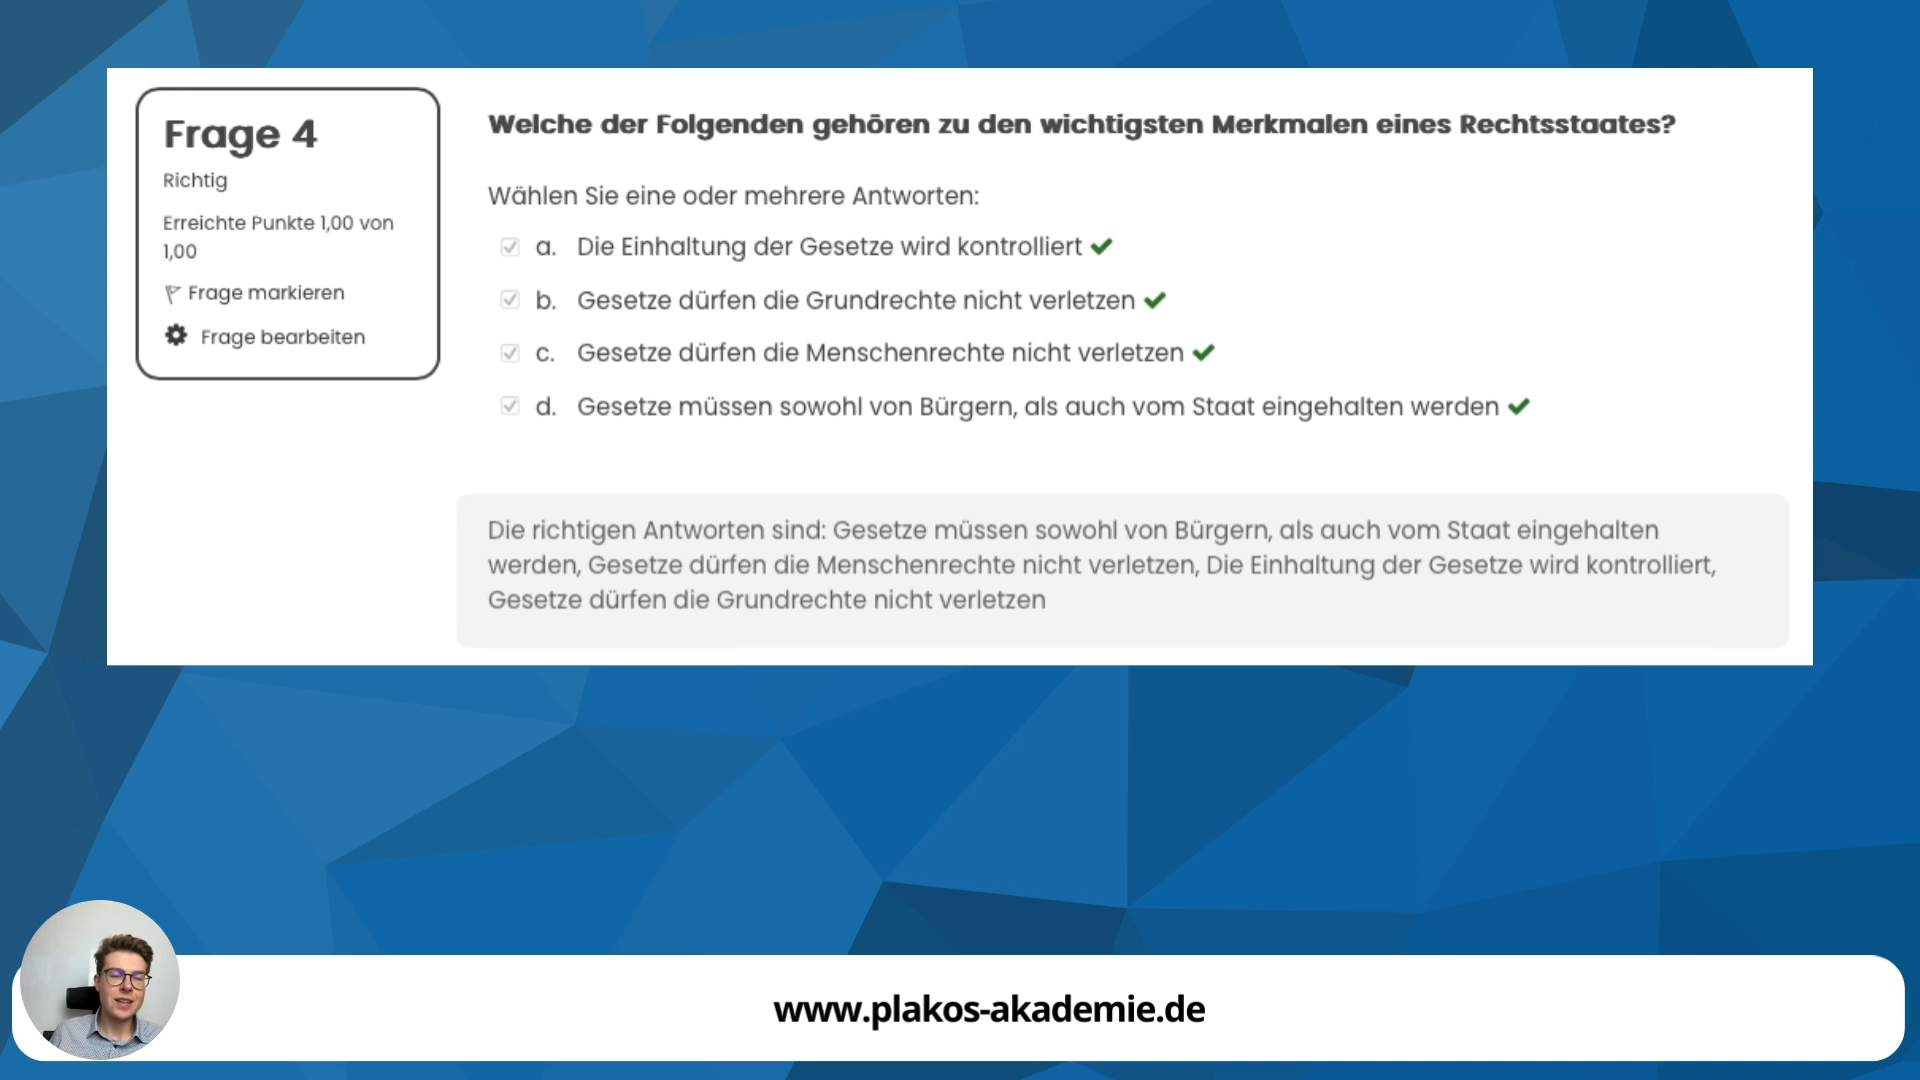 Frage 4
Richtig
Erreichte Punkte 1,00 von
1,00
Frage markieren
Frage bearbeiten
Welche der Folgenden gehören zu den wichtigsten Merkmalen eines Rechtsstaates?
Wählen Sie eine oder mehrere Antworten:
a. Die Einhaltung der Gesetze wird kontrolliert
b. Gesetze dürfen die Grundrechte nicht verletzen
c. Gesetze dürfen die Menschenrechte nicht verletzen
d. Gesetze müssen sowohl von Bürgern, als auch vom Staat eingehalten werden
Die richtigen Antworten sind: Gesetze müssen sowohl von Bürgern, als auch vom Staat eingehalten
werden, Gesetze dürfen die Menschenrechte nicht verletzen, Die Einhaltung der Gesetze wird kontrolliert,
Gesetze dürfen die Grundrechte nicht verletzen
www.plakos-akademie.de